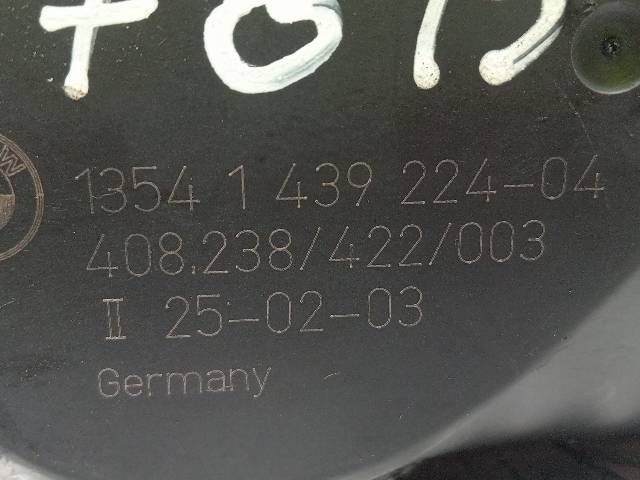 1354 1 439 224-04
408.238/422/003
II 25-02-03
Germany